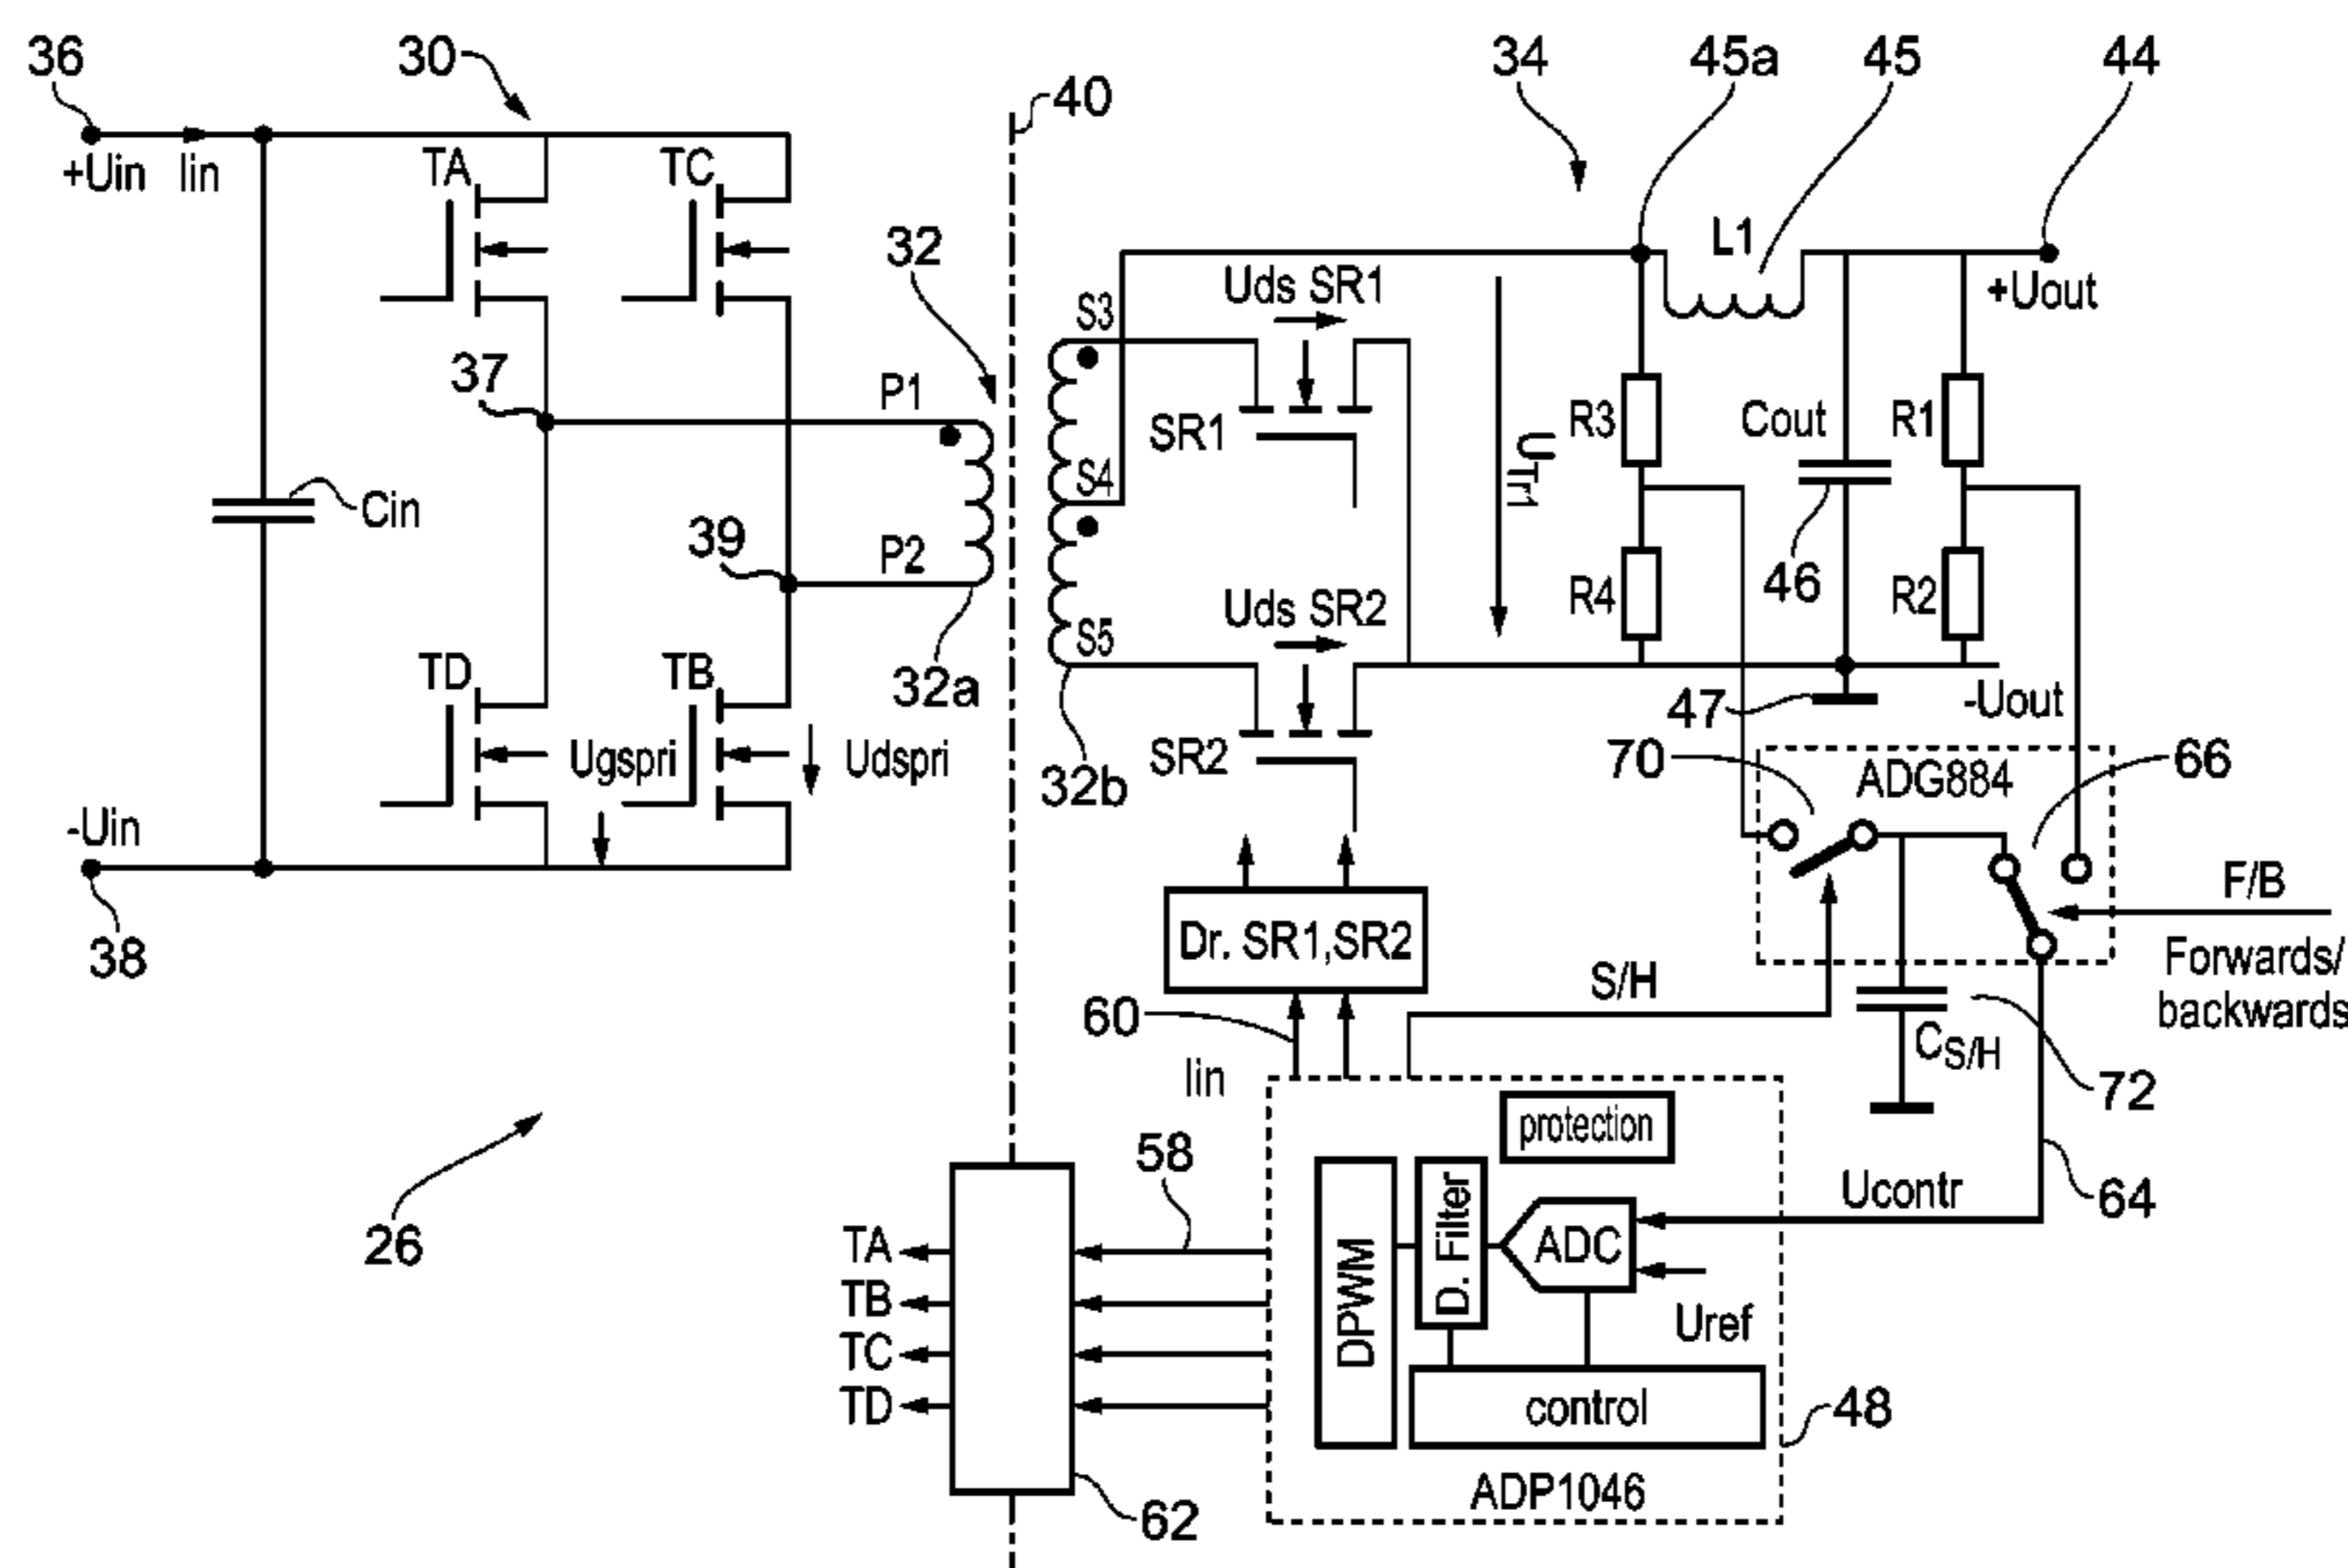 36
30
34
45a
45
44
40
+Uin
Iin
TA
TC
32
L1
S3
Uds SR1
+Uout
37
P1
SR1
UTr1
R3
Cout
R1
S4
Cin
39
P2
46
R4
R2
S5
Uds SR2
32a
TD
TB
47
-Uout
Ugspri
Udspri
SR2
32b
70
ADG884
66
-Uin
38
Dr. SR1,SR2
F/B
Forwards/
backwards
S/H
60
Iin
CS/H
72
protection
58
Ucontr
64
26
TA
TB
TC
TD
DPWM
D. Filter
ADC
Uref
control
48
ADP1046
62